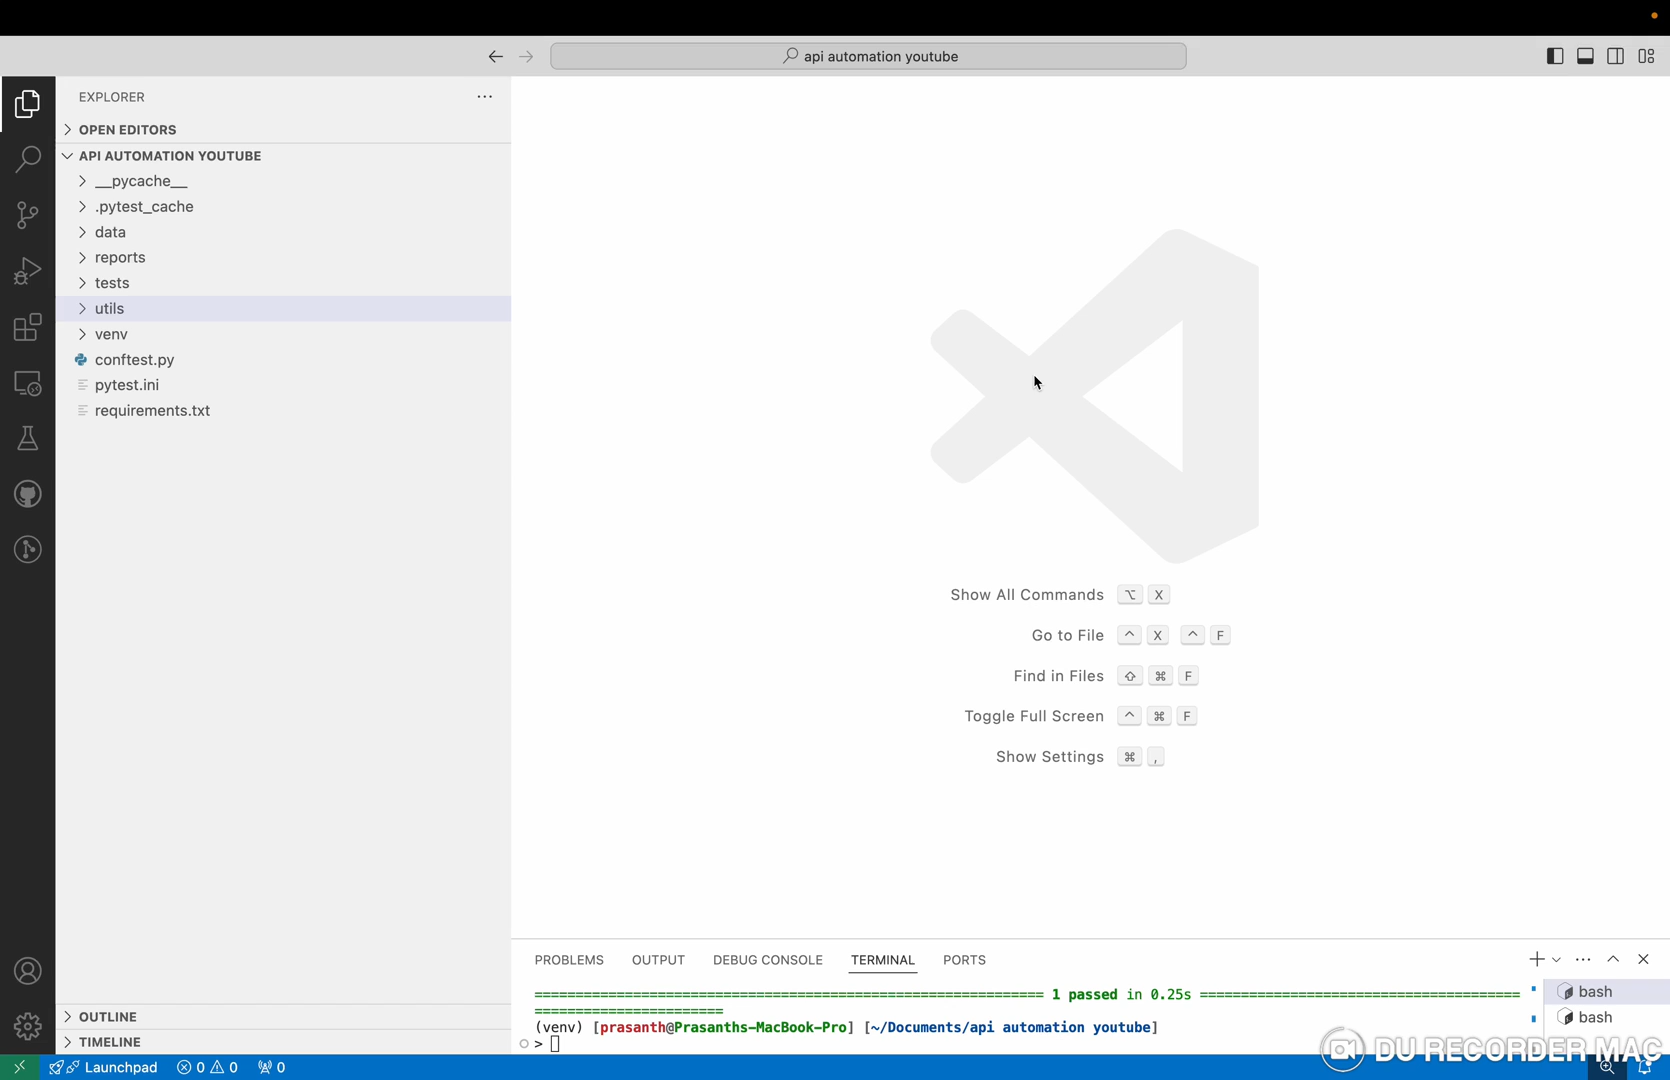 api automation youtube
EXPLORER
OPEN EDITORS
API AUTOMATION YOUTUBE
__pycache__
.pytest_cache
data
reports
tests
utils
venv
conftest.py
pytest.ini
requirements.txt
Show All Commands ⌥ X
Go to File ^ X ^ F
Find in Files ⇧ ⌘ F
Toggle Full Screen ^ ⌘ F
Show Settings ⌘ ,
PROBLEMS OUTPUT DEBUG CONSOLE TERMINAL PORTS
============================================================== 1 passed in 0.25s =======================================
=======================
(venv) [prasanth@Prasanths-MacBook-Pro] [~/Documents/api automation youtube]
>
bash
bash
OUTLINE
TIMELINE
Launchpad 0 0 0
DU RECORDER MAC